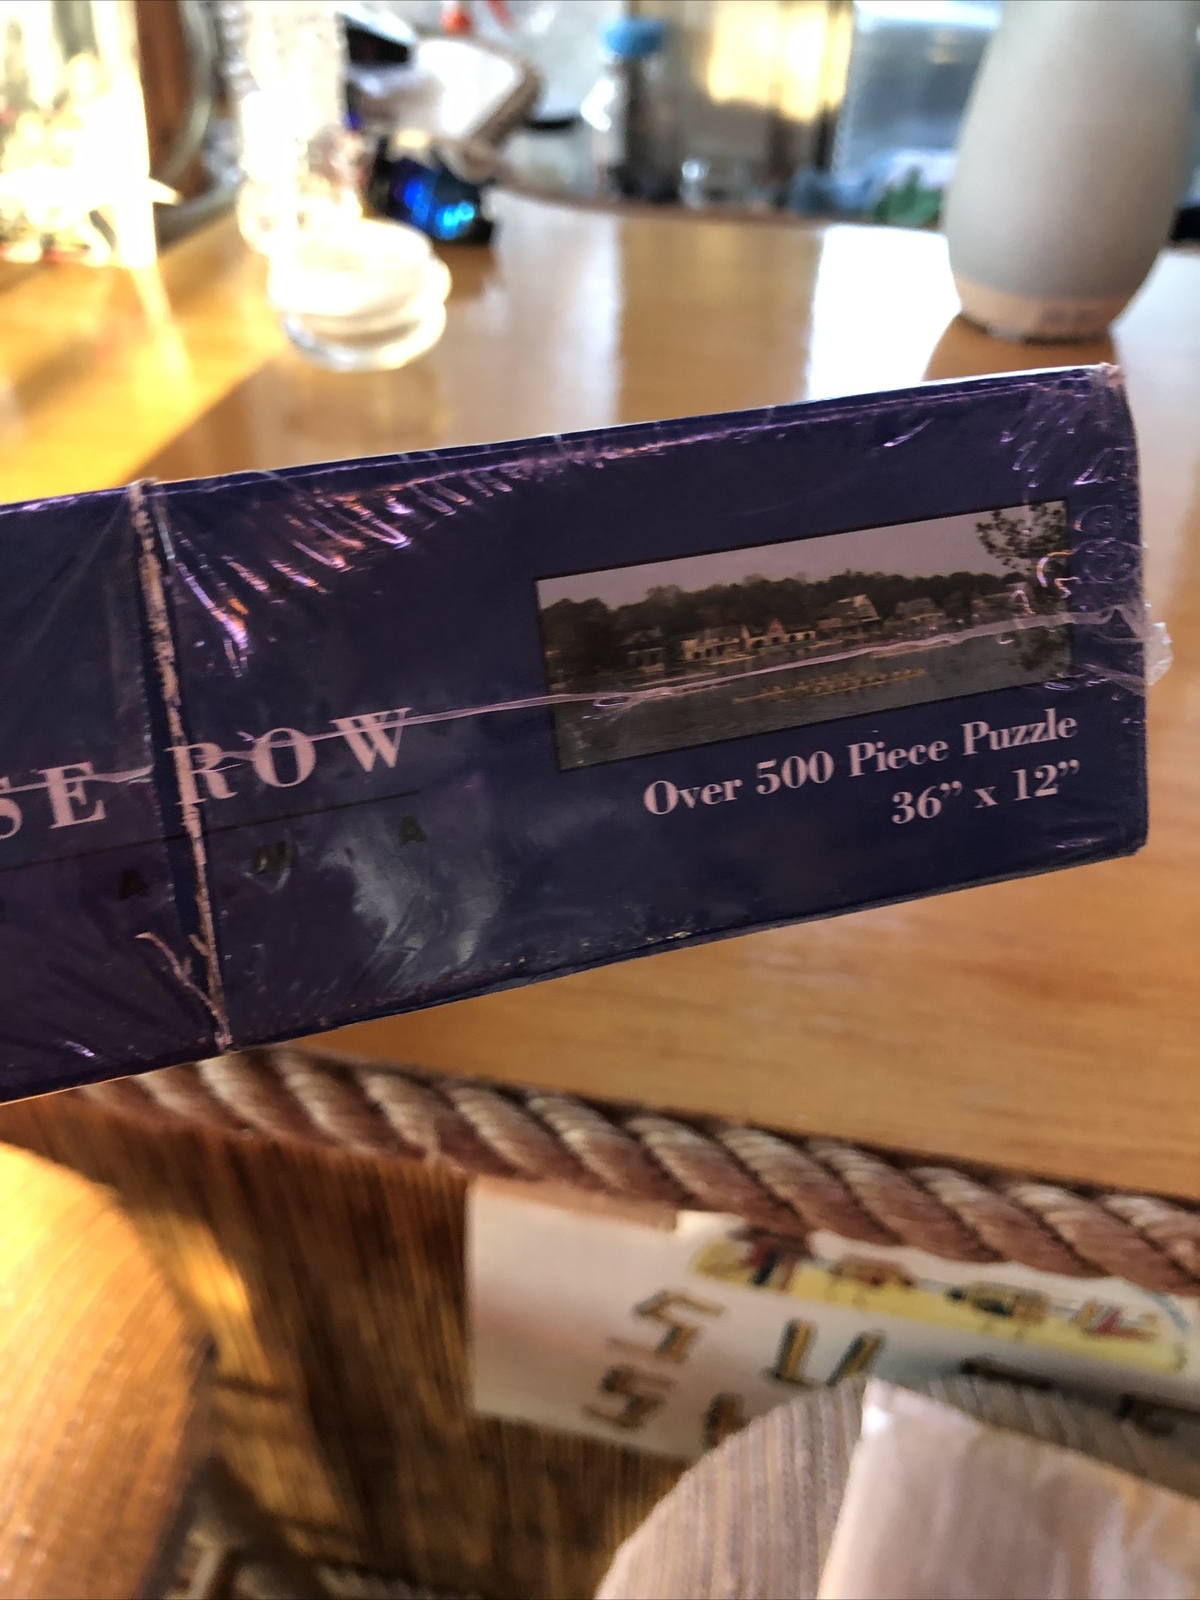 SE ROW
A N I A
Over 500 Piece Puzzle
36” x 12”